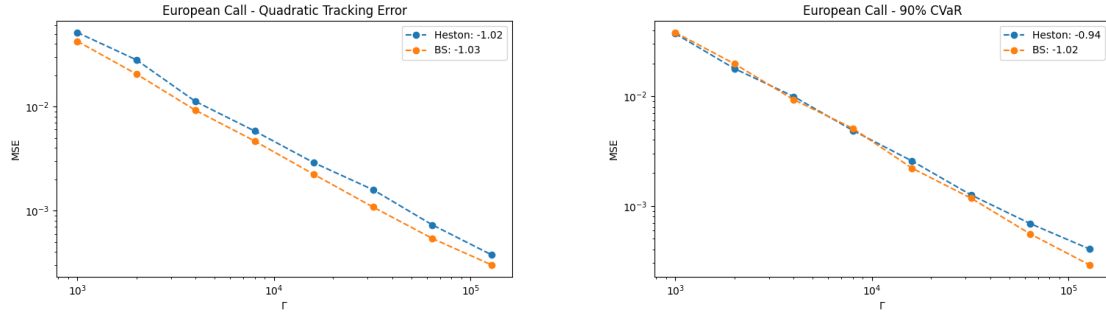 European Call - Quadratic Tracking Error
Heston: -1.02
BS: -1.03
MSE
10⁻²
10⁻³
10³
10⁴
10⁵
Γ
European Call - 90% CVaR
Heston: -0.94
BS: -1.02
MSE
10⁻²
10⁻³
10³
10⁴
10⁵
Γ